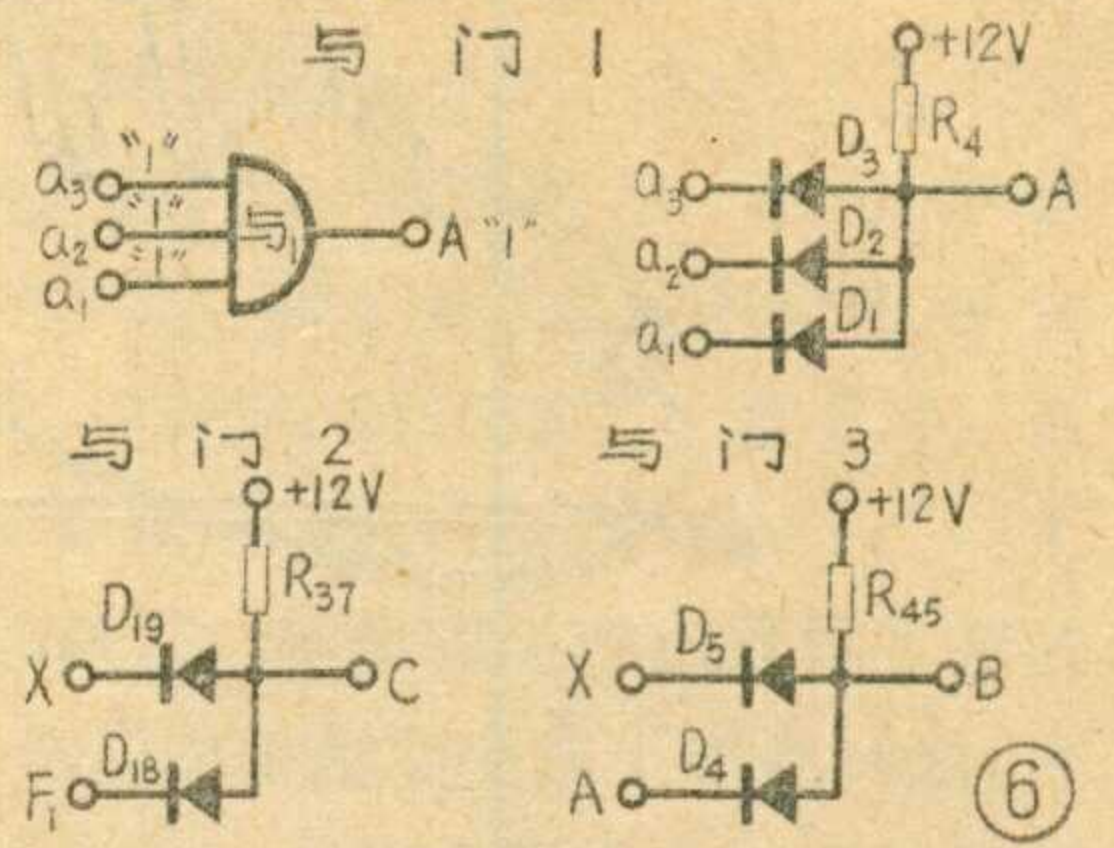 与门1
a₃ "1"
a₂ "1"
a₁ "1"
与₁
A "1"
+12V
R₄
a₃ D₃ A
a₂ D₂
a₁ D₁
与门2
+12V
R₃₇
D₁₉
X C
D₁₈
F₁
与门3
+12V
R₄₅
D₅
X B
D₄
A
⑥